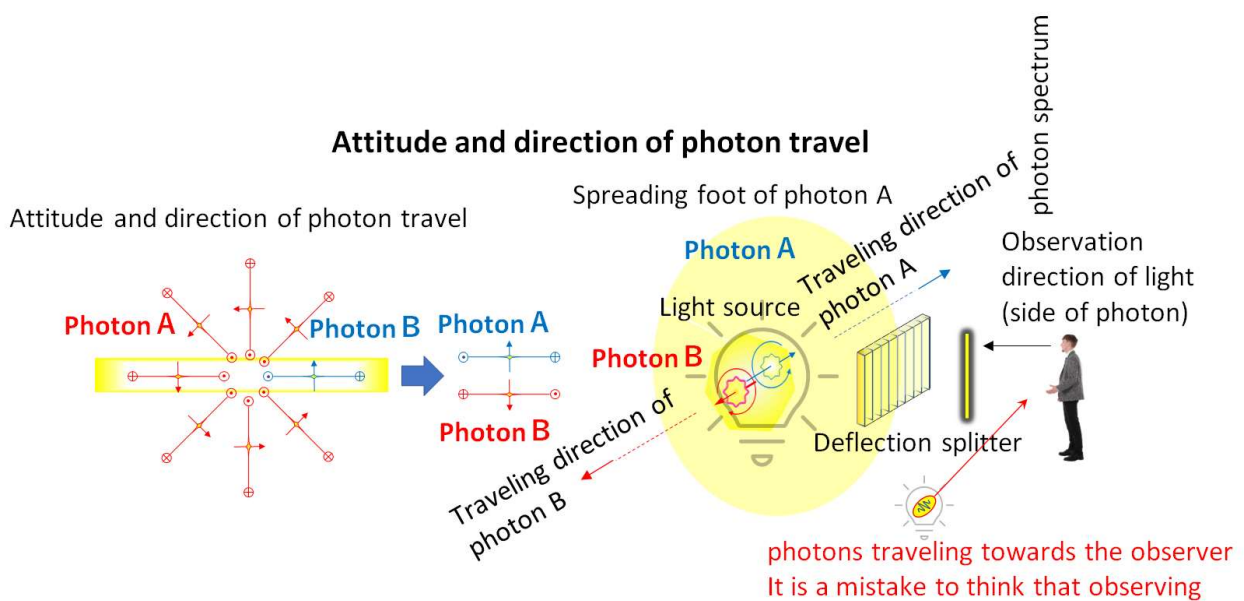 Attitude and direction of photon travel
Attitude and direction of photon travel
Photon A
Photon B
Photon A
Photon B
Spreading foot of photon A
Photon A
Light source
Photon B
Traveling direction of
photon A
Traveling direction of
photon B
photon spectrum
Observation
direction of light
(side of photon)
Deflection splitter
photons traveling towards the observer
It is a mistake to think that observing